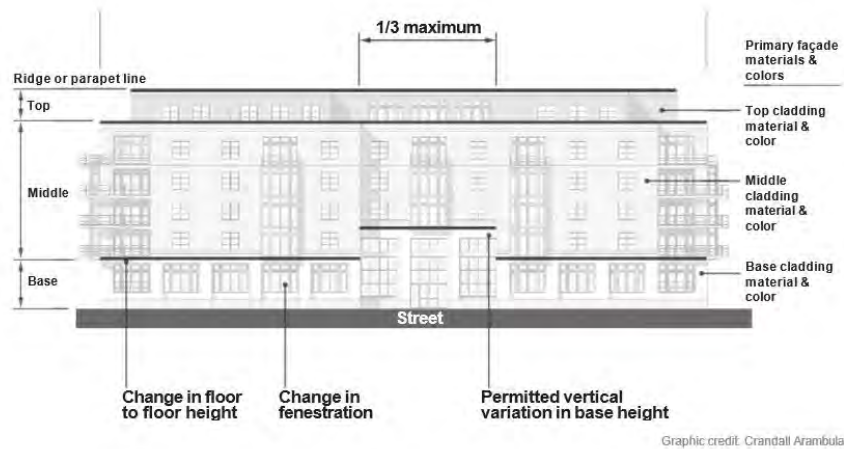 1/3 maximum
Primary façade
materials &
colors
Ridge or parapet line
Top
Top cladding
material &
color
Middle
Middle
cladding
material &
color
Base
Base cladding
material &
color
Street
Change in floor
to floor height
Change in
fenestration
Permitted vertical
variation in base height
Graphic credit: Crandall Arambula